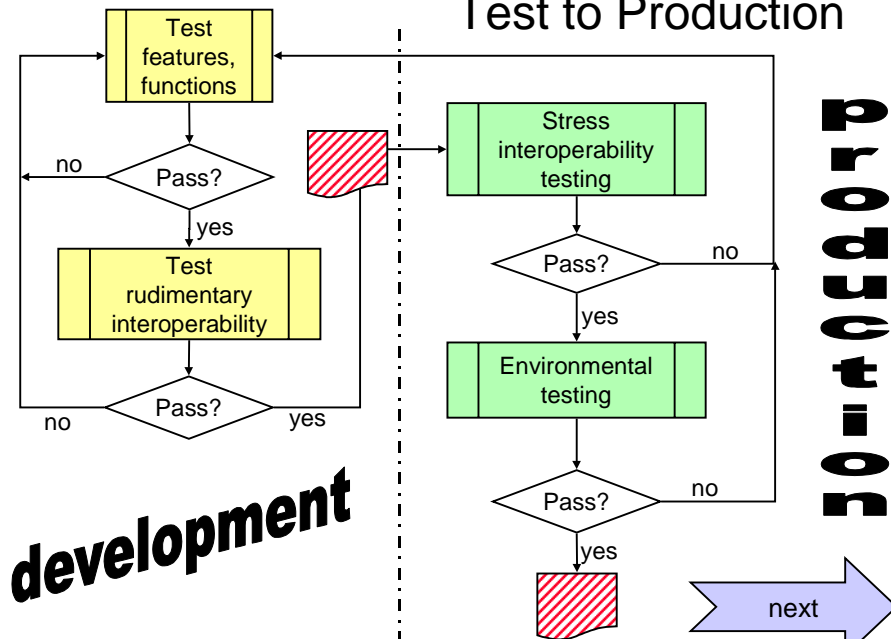 Test to Production
Test
features,
functions
no
Pass?
yes
Test
rudimentary
interoperability
no
Pass?
yes
development
Stress
interoperability
testing
Pass?
no
yes
Environmental
testing
Pass?
no
yes
production
next